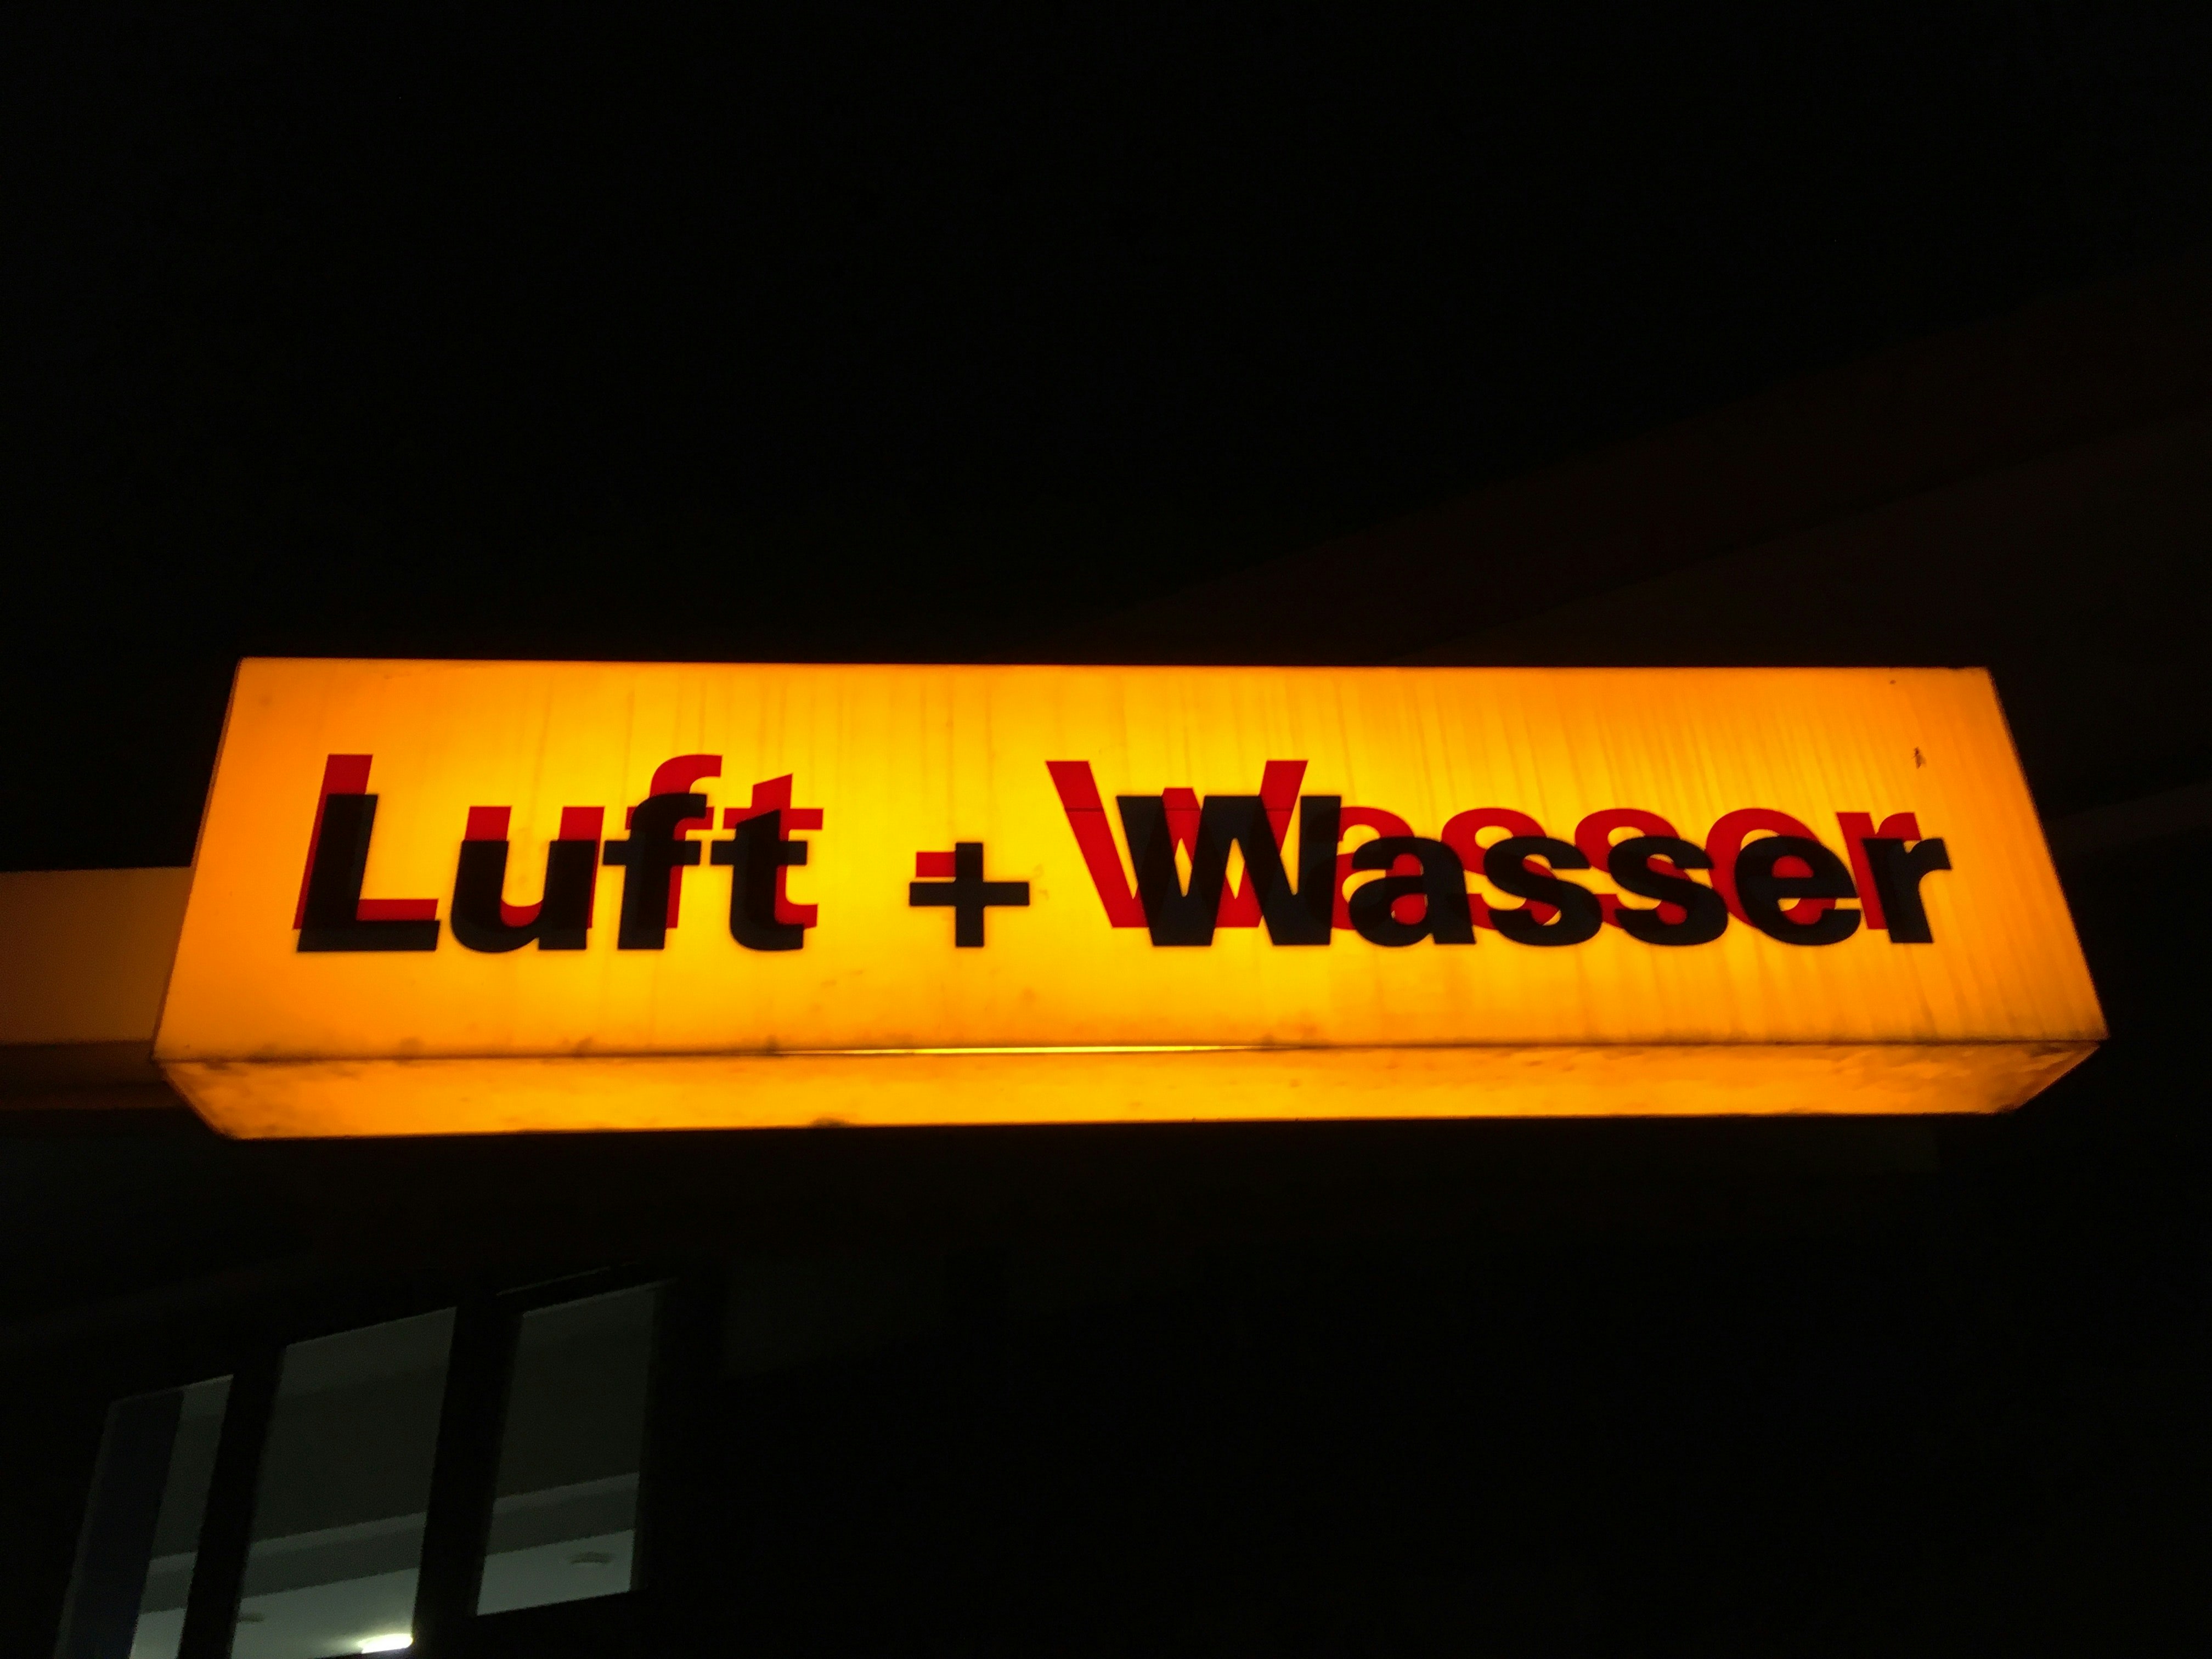 Luft + Wasser